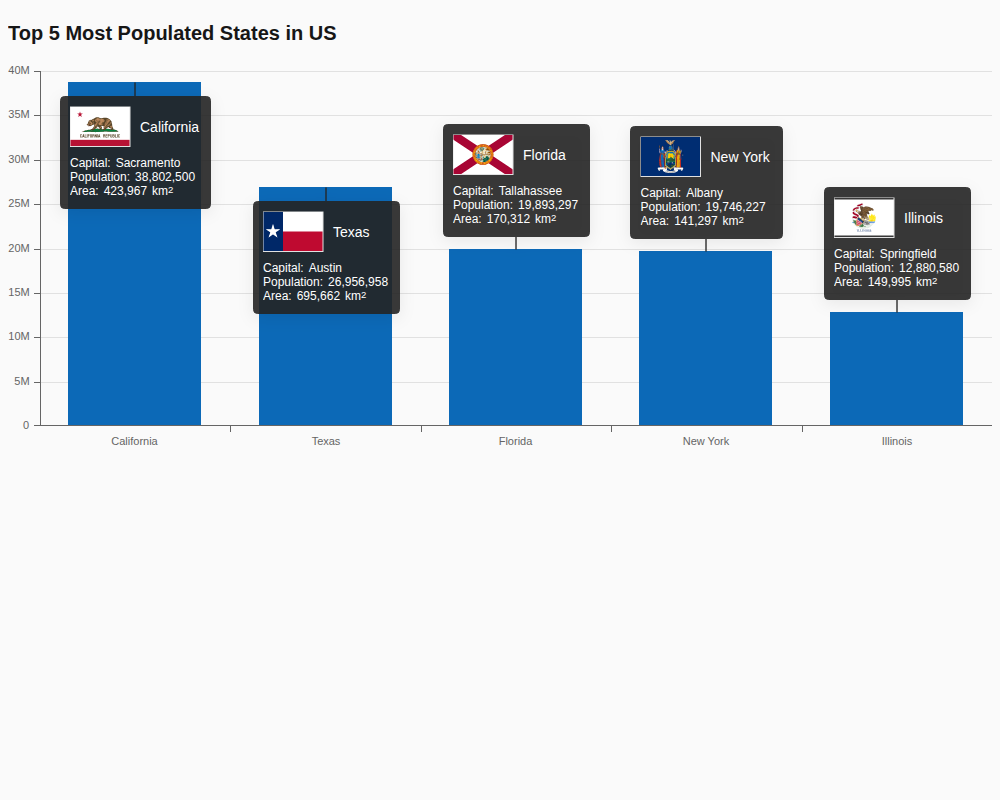 Top 5 Most Populated States in US
40M
35M
30M
25M
20M
15M
10M
5M
0
California
Capital: Sacramento
Population: 38,802,500
Area: 423,967 km²
Texas
Capital: Austin
Population: 26,956,958
Area: 695,662 km²
Florida
Capital: Tallahassee
Population: 19,893,297
Area: 170,312 km²
New York
Capital: Albany
Population: 19,746,227
Area: 141,297 km²
Illinois
Capital: Springfield
Population: 12,880,580
Area: 149,995 km²
CALIFORNIA REPUBLIC
ILLINOIS
California
Texas
Florida
New York
Illinois